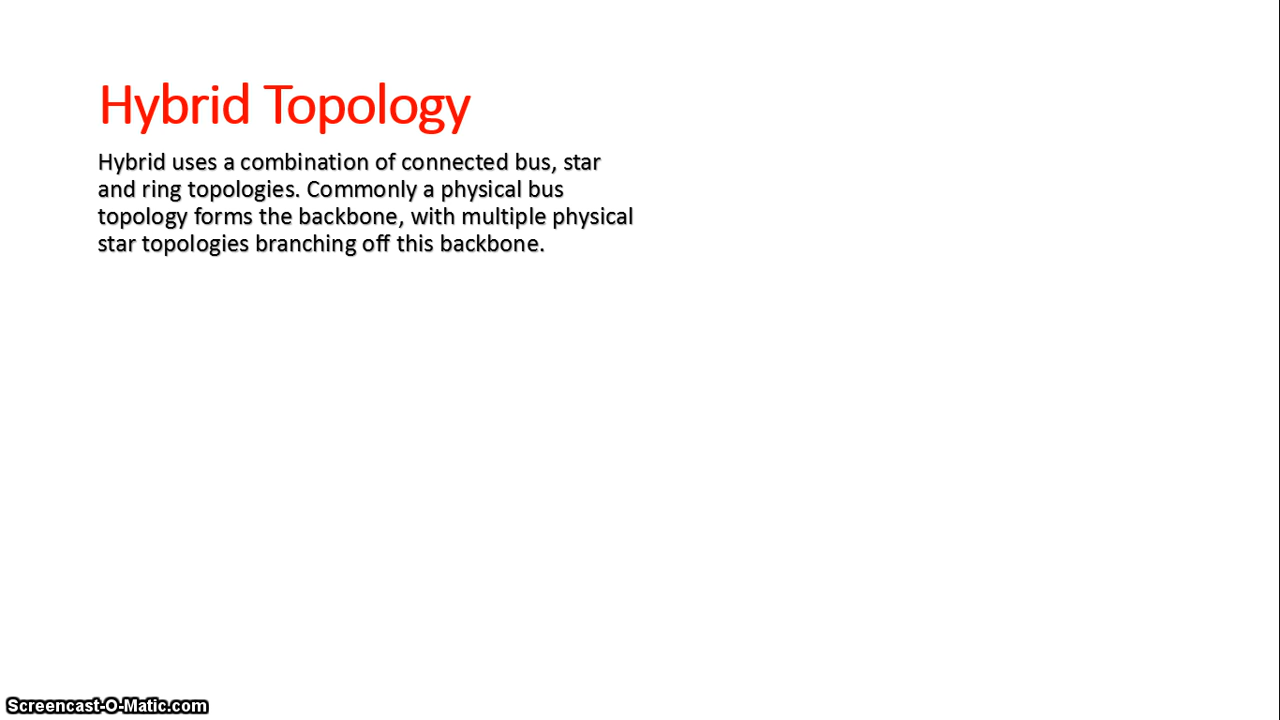 Hybrid Topology
Hybrid uses a combination of connected bus, star
and ring topologies. Commonly a physical bus
topology forms the backbone, with multiple physical
star topologies branching off this backbone.
Screencast-O-Matic.com